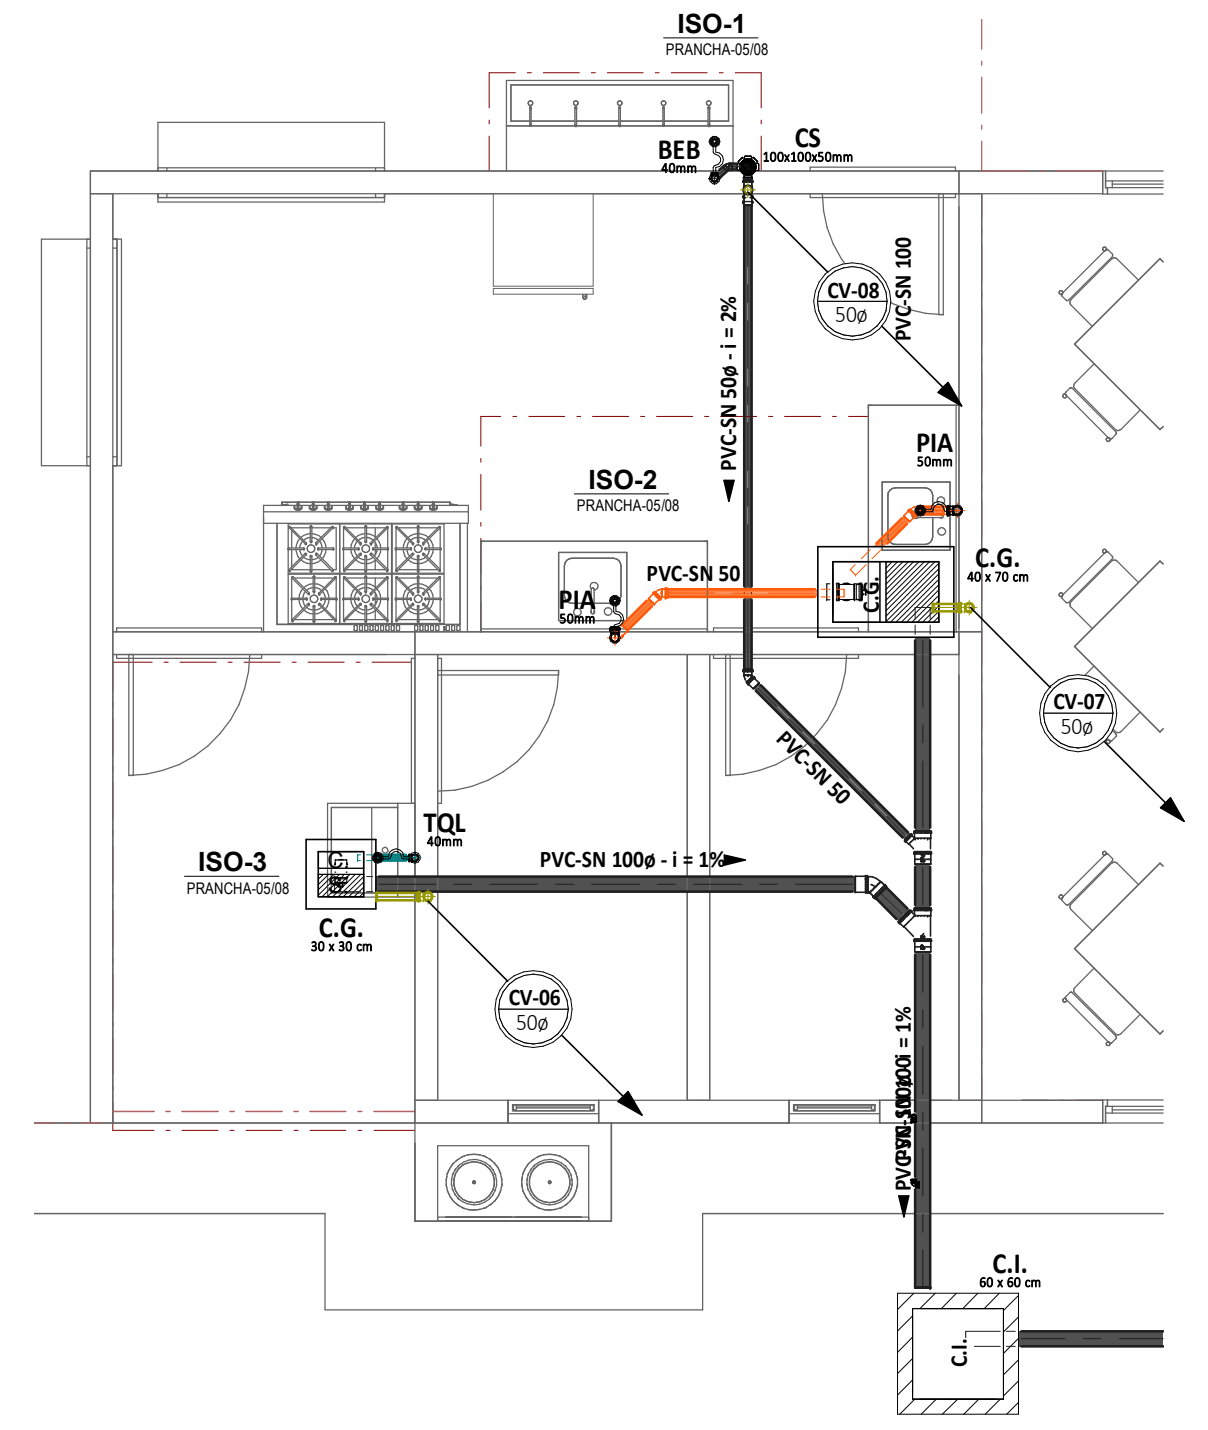 ISO-1
PRANCHA-05/08
BEB
40mm
CS
100x100x50mm
PVC-SN 100
CV-08
50ø
PVC-SN 50ø - i = 2%
PIA
50mm
ISO-2
PRANCHA-05/08
C.G.
40 x 70 cm
PVC-SN 50
C.G.
PIA
50mm
CV-07
50ø
PVC-SN 50
TQL
40mm
ISO-3
PRANCHA-05/08
PVC-SN 100ø - i = 1%
C.G.
30 x 30 cm
CV-06
50ø
i = 1%
C.I.
60 x 60 cm
C.I.